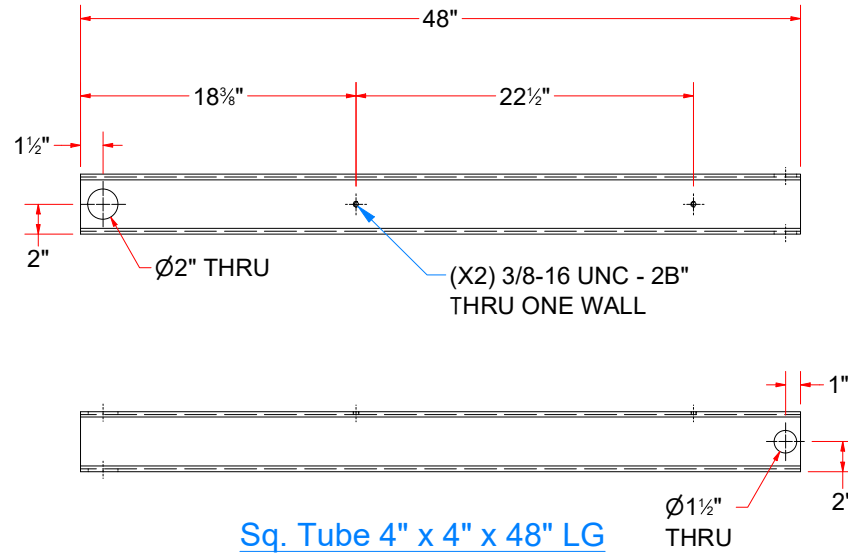 48"
18⅜"
22½"
1½"
2"
Ø2" THRU
(X2) 3/8-16 UNC - 2B"
THRU ONE WALL
1"
2"
Ø1½"
THRU
Sq. Tube 4" x 4" x 48" LG